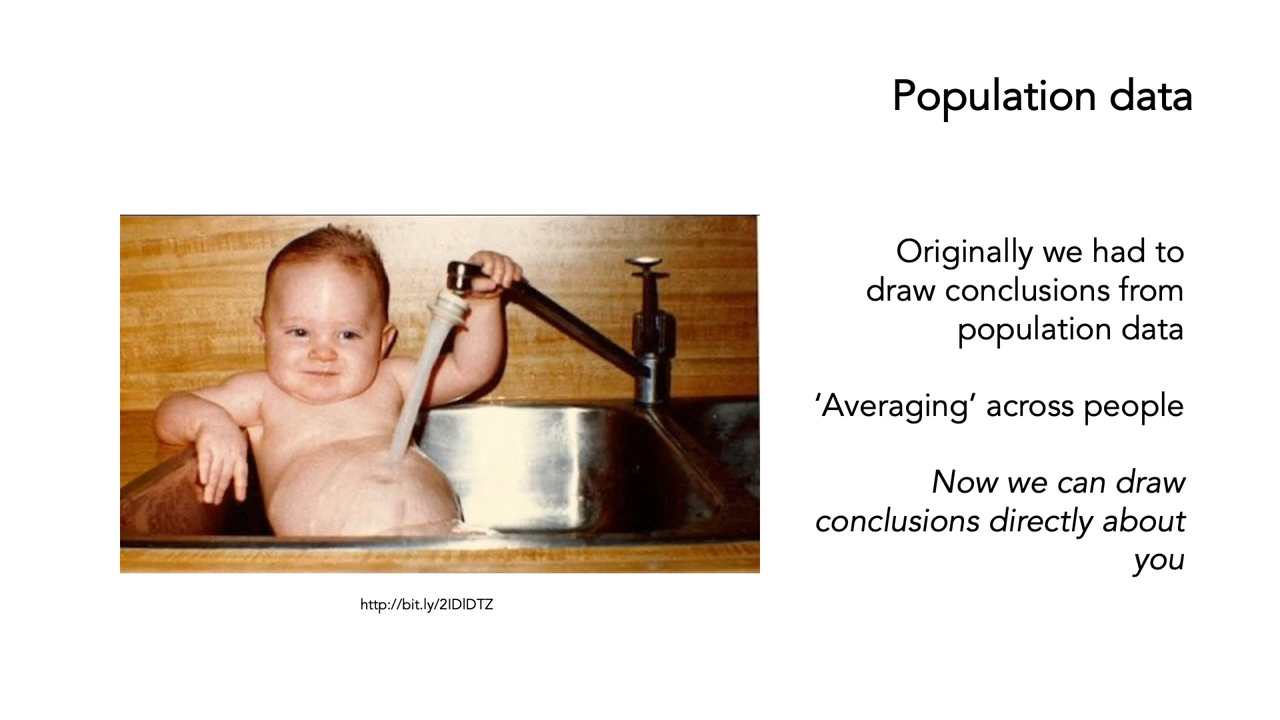 Population data
Originally we had to
draw conclusions from
population data
‘Averaging’ across people
Now we can draw
conclusions directly about
you
http://bit.ly/2IDlDTZ